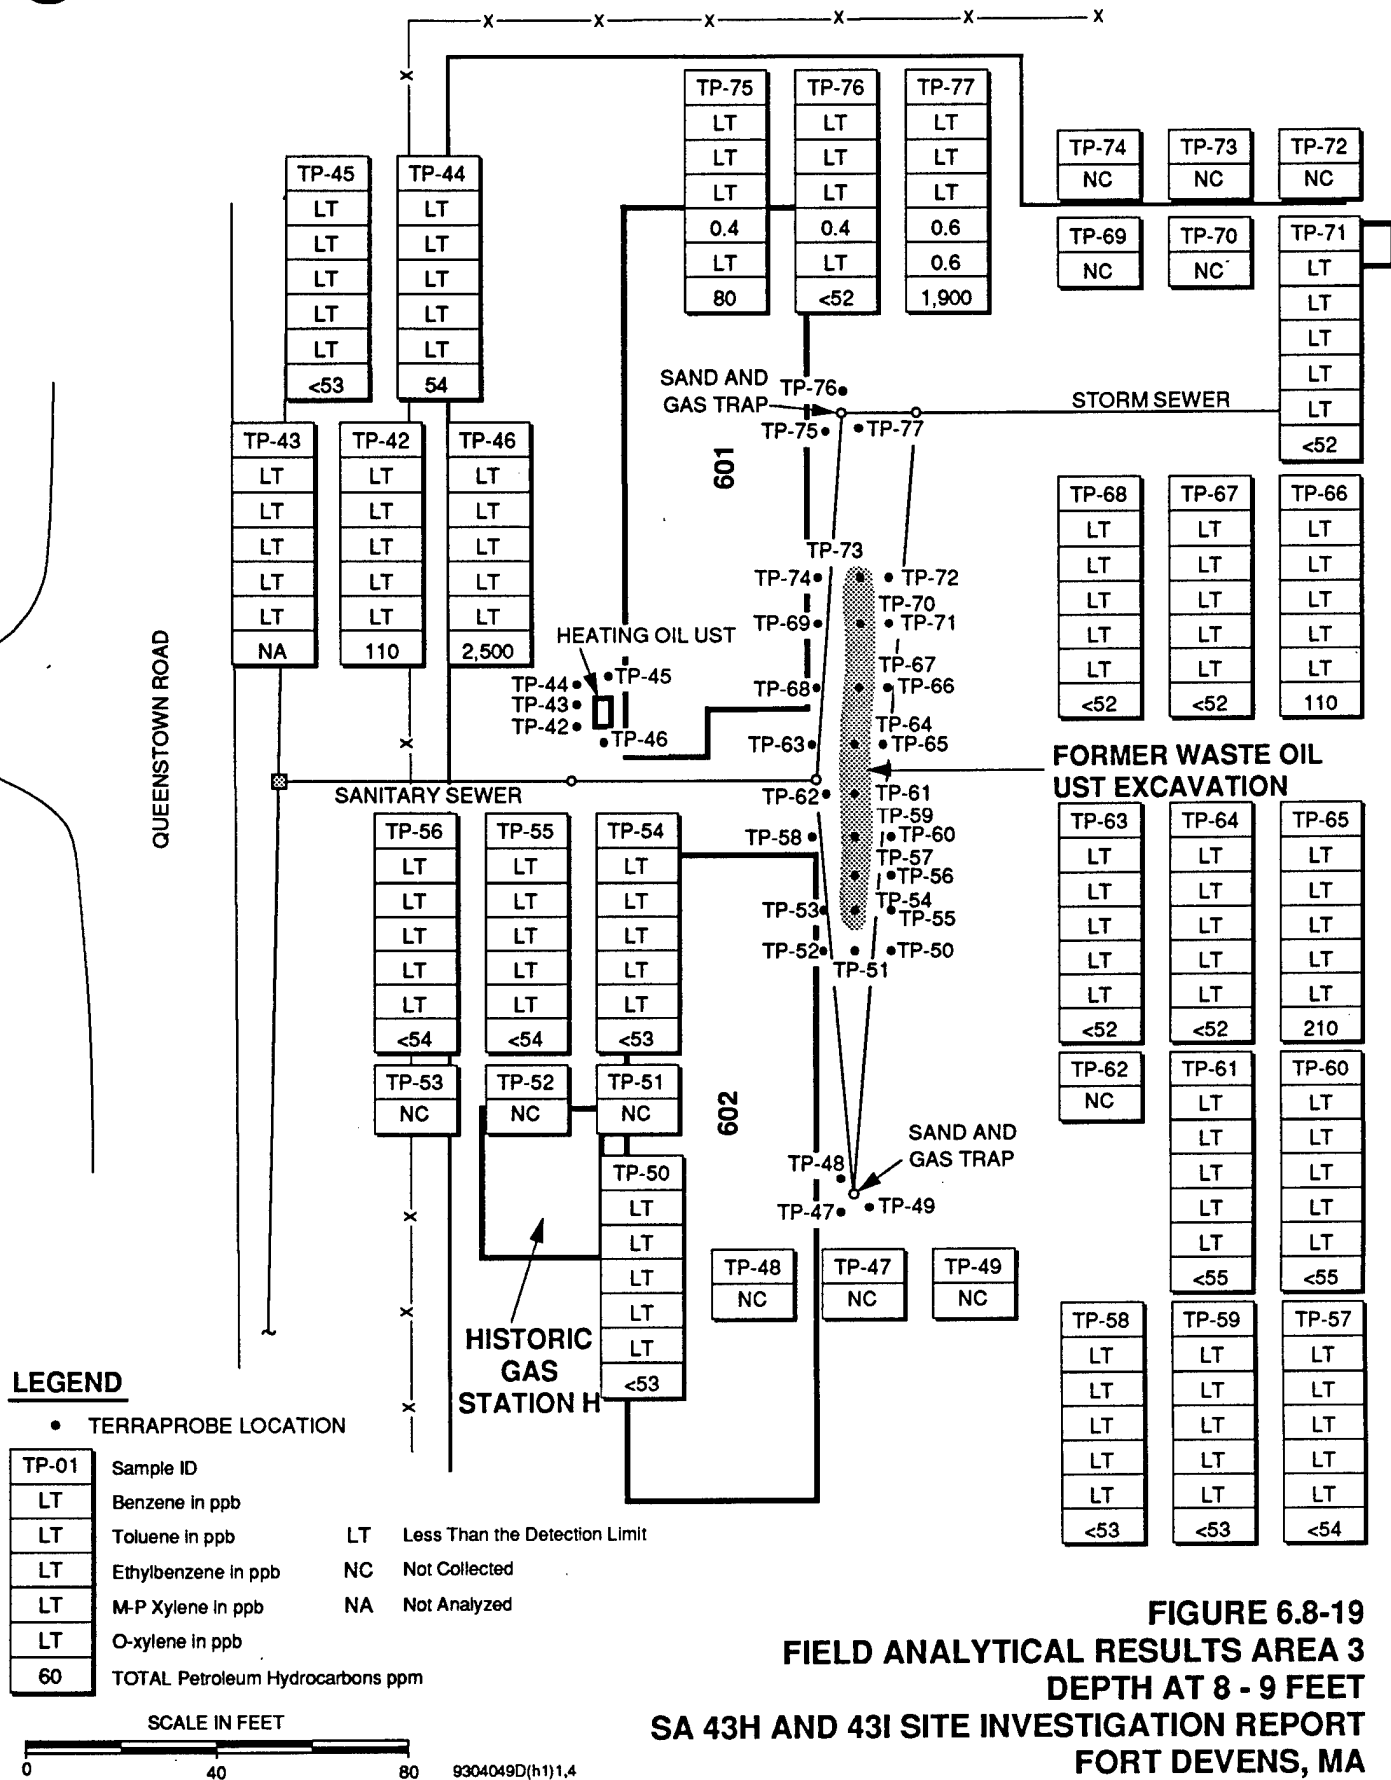 X X X X X
X
TP-75
LT
LT
LT
0.4
LT
80
TP-76
LT
LT
LT
0.4
LT
<52
TP-77
LT
LT
LT
0.6
0.6
1,900
TP-74
NC
TP-73
NC
TP-72
NC
TP-69
NC
TP-70
NC
TP-71
LT
LT
LT
LT
LT
<52
TP-45
LT
LT
LT
LT
LT
<53
TP-44
LT
LT
LT
LT
LT
54
TP-43
LT
LT
LT
LT
LT
NA
TP-42
LT
LT
LT
LT
LT
110
TP-46
LT
LT
LT
LT
LT
2,500
SAND AND
GAS TRAP
TP-76
TP-75
TP-77
STORM SEWER
601
TP-68
LT
LT
LT
LT
LT
<52
TP-67
LT
LT
LT
LT
LT
<52
TP-66
LT
LT
LT
LT
LT
110
TP-73
TP-74
TP-72
TP-70
TP-69
TP-71
TP-67
TP-68
TP-66
TP-64
TP-63
TP-65
TP-62
TP-61
TP-59
TP-58
TP-60
TP-57
TP-56
TP-54
TP-53
TP-55
TP-52
TP-50
TP-51
HEATING OIL UST
TP-45
TP-44
TP-43
TP-42
TP-46
X
QUEENSTOWN ROAD
SANITARY SEWER
FORMER WASTE OIL
UST EXCAVATION
TP-56
LT
LT
LT
LT
LT
<54
TP-55
LT
LT
LT
LT
LT
<54
TP-54
LT
LT
LT
LT
LT
<53
TP-63
LT
LT
LT
LT
LT
<52
TP-64
LT
LT
LT
LT
LT
<52
TP-65
LT
LT
LT
LT
LT
210
TP-53
NC
TP-52
NC
TP-51
NC
TP-50
LT
LT
LT
LT
LT
<53
602
TP-62
NC
TP-61
LT
LT
LT
LT
LT
<55
TP-60
LT
LT
LT
LT
LT
<55
SAND AND
GAS TRAP
TP-48
TP-47
TP-49
TP-48
NC
TP-47
NC
TP-49
NC
X
X
X
HISTORIC
GAS
STATION H
TP-58
LT
LT
LT
LT
LT
<53
TP-59
LT
LT
LT
LT
LT
<53
TP-57
LT
LT
LT
LT
LT
<54
LEGEND
• TERRAPROBE LOCATION
TP-01 Sample ID
LT Benzene in ppb
LT Toluene in ppb
LT Ethylbenzene in ppb
LT M-P Xylene in ppb
LT O-xylene in ppb
60 TOTAL Petroleum Hydrocarbons ppm
LT Less Than the Detection Limit
NC Not Collected
NA Not Analyzed
SCALE IN FEET
0 40 80
9304049D(h1)1,4
FIGURE 6.8-19
FIELD ANALYTICAL RESULTS AREA 3
DEPTH AT 8 - 9 FEET
SA 43H AND 43I SITE INVESTIGATION REPORT
FORT DEVENS, MA